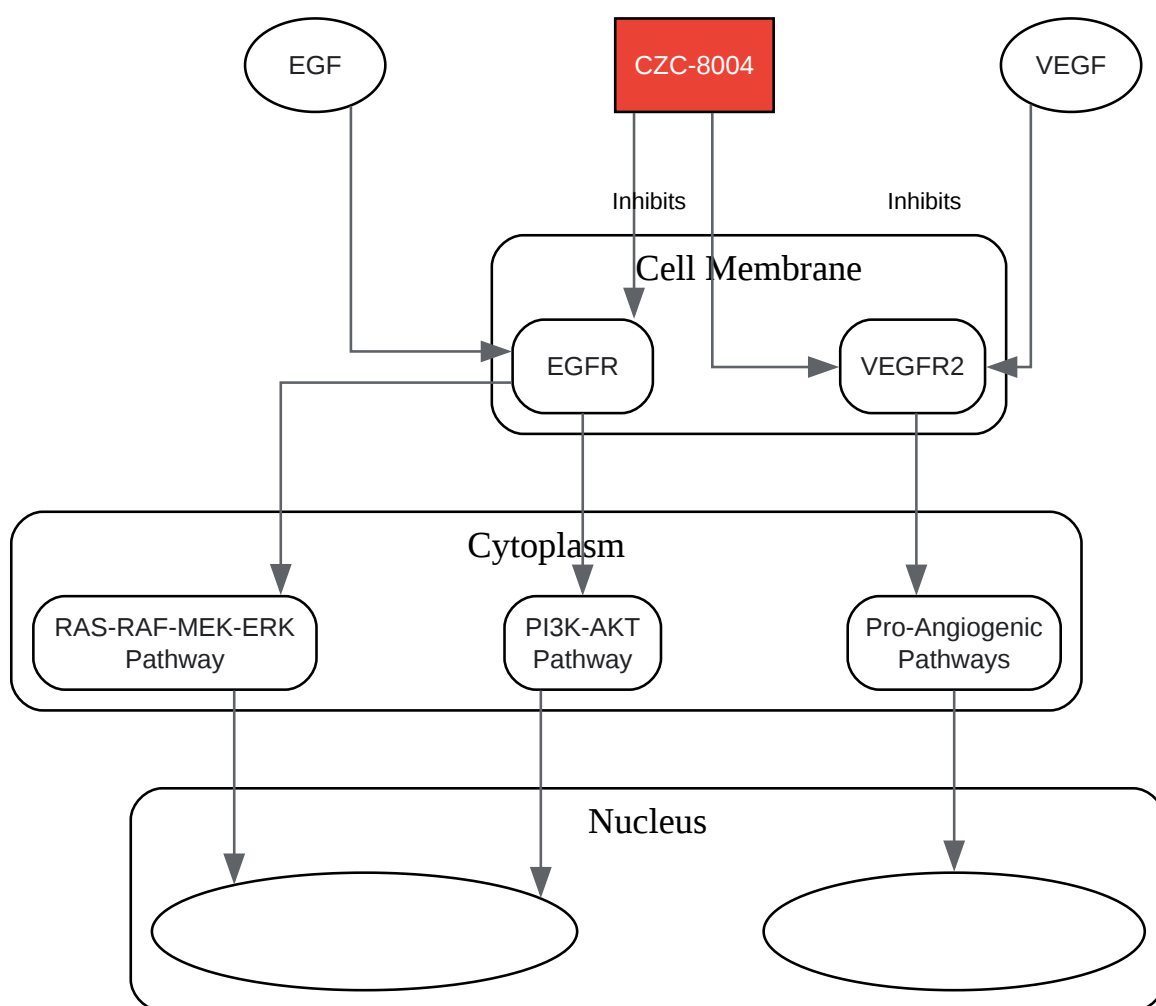 EGF
CZC-8004
VEGF
Inhibits
Inhibits
Cell Membrane
EGFR
VEGFR2
Cytoplasm
RAS-RAF-MEK-ERK
Pathway
PI3K-AKT
Pathway
Pro-Angiogenic
Pathways
Nucleus